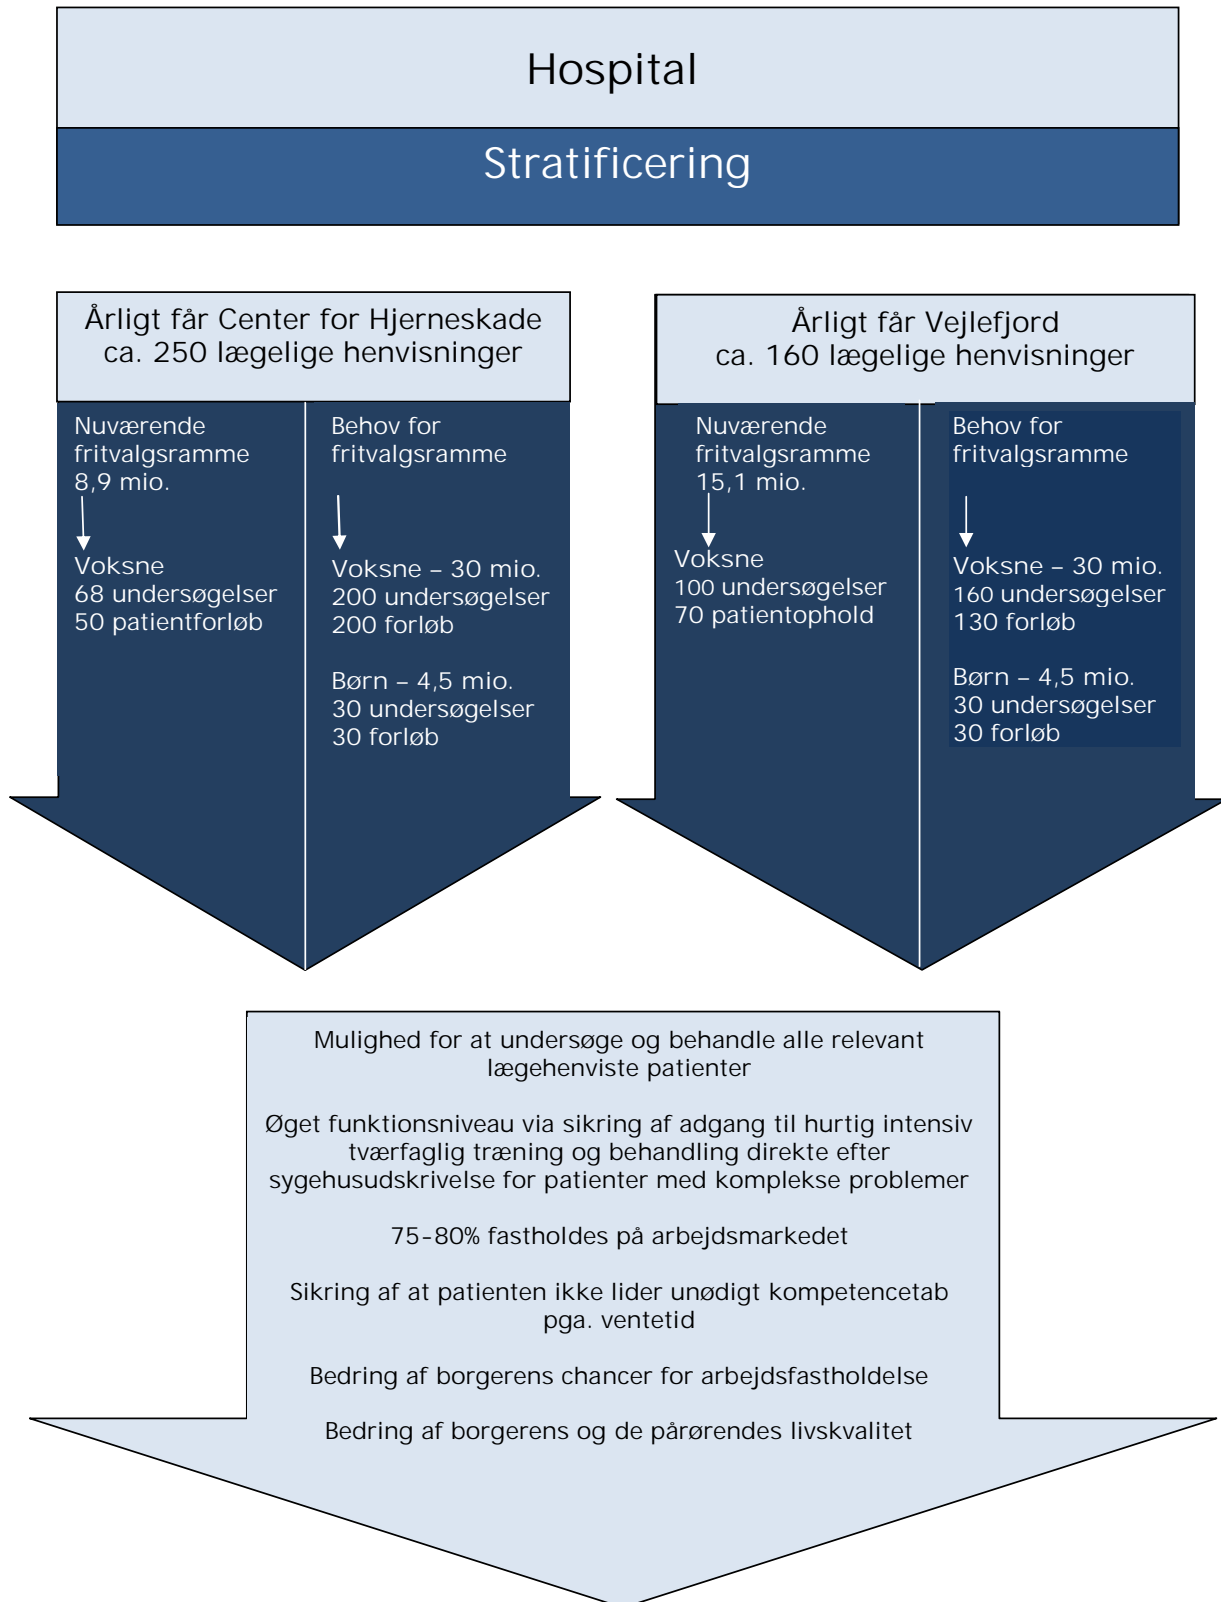 Hospital
Stratificering
Årligt får Center for Hjerneskade
ca. 250 lægelige henvisninger
Nuværende
fritvalgsramme
8,9 mio.
Voksne
68 undersøgelser
50 patientforløb
Behov for
fritvalgsramme
Voksne – 30 mio.
200 undersøgelser
200 forløb
Børn – 4,5 mio.
30 undersøgelser
30 forløb
Årligt får Vejlefjord
ca. 160 lægelige henvisninger
Nuværende
fritvalgsramme
15,1 mio.
Voksne
100 undersøgelser
70 patientophold
Behov for
fritvalgsramme
Voksne – 30 mio.
160 undersøgelser
130 forløb
Børn – 4,5 mio.
30 undersøgelser
30 forløb
Mulighed for at undersøge og behandle alle relevant
lægehenviste patienter
Øget funktionsniveau via sikring af adgang til hurtig intensiv
tværfaglig træning og behandling direkte efter
sygehusudskrivelse for patienter med komplekse problemer
75-80% fastholdes på arbejdsmarkedet
Sikring af at patienten ikke lider unødigt kompetencetab
pga. ventetid
Bedring af borgerens chancer for arbejdsfastholdelse
Bedring af borgerens og de pårørendes livskvalitet